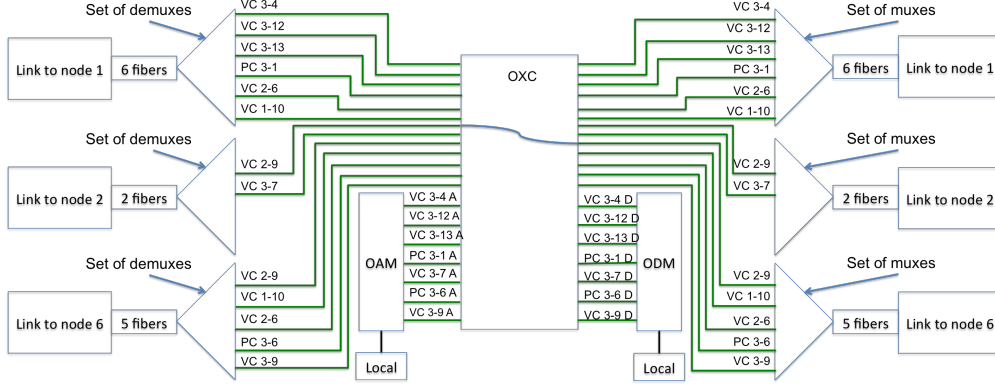 VC 3-4
Set of demuxes
VC 3-12
VC 3-13
Link to node 1
6 fibers
PC 3-1
VC 2-6
VC 1-10
Set of demuxes
VC 2-9
VC 3-7
Link to node 2
2 fibers
Set of demuxes
VC 2-9
VC 1-10
VC 2-6
Link to node 6
5 fibers
PC 3-6
VC 3-9
OAM
VC 3-4 A
VC 3-12 A
VC 3-13 A
PC 3-1 A
VC 3-7 A
PC 3-6 A
VC 3-9 A
Local
OXC
VC 3-4 D
VC 3-12 D
VC 3-13 D
PC 3-1 D
VC 3-7 D
PC 3-6 D
VC 3-9 D
ODM
Local
VC 3-4
Set of muxes
VC 3-12
VC 3-13
PC 3-1
6 fibers
Link to node 1
VC 2-6
VC 1-10
Set of muxes
VC 2-9
VC 3-7
2 fibers
Link to node 2
Set of muxes
VC 2-9
VC 1-10
VC 2-6
5 fibers
Link to node 6
PC 3-6
VC 3-9